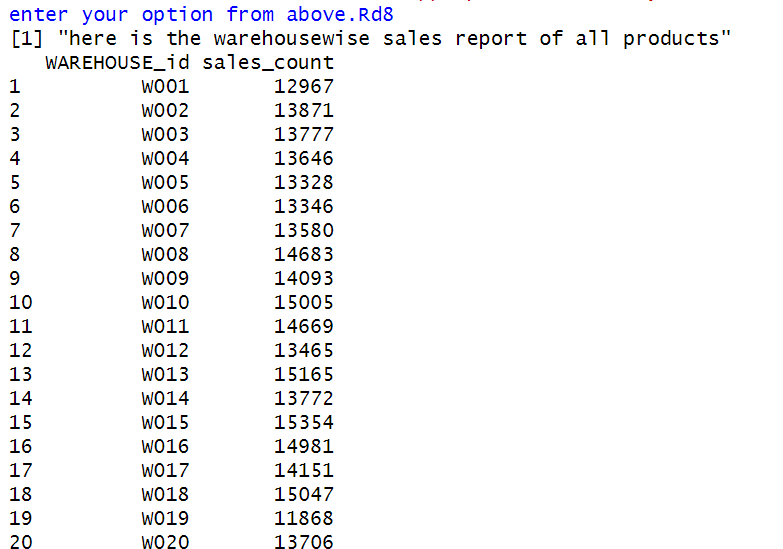 enter your option from above.Rd8
[1] "here is the warehousewise sales report of all products"
   WAREHOUSE_id sales_count
1          W001       12967
2          W002       13871
3          W003       13777
4          W004       13646
5          W005       13328
6          W006       13346
7          W007       13580
8          W008       14683
9          W009       14093
10         W010       15005
11         W011       14669
12         W012       13465
13         W013       15165
14         W014       13772
15         W015       15354
16         W016       14981
17         W017       14151
18         W018       15047
19         W019       11868
20         W020       13706